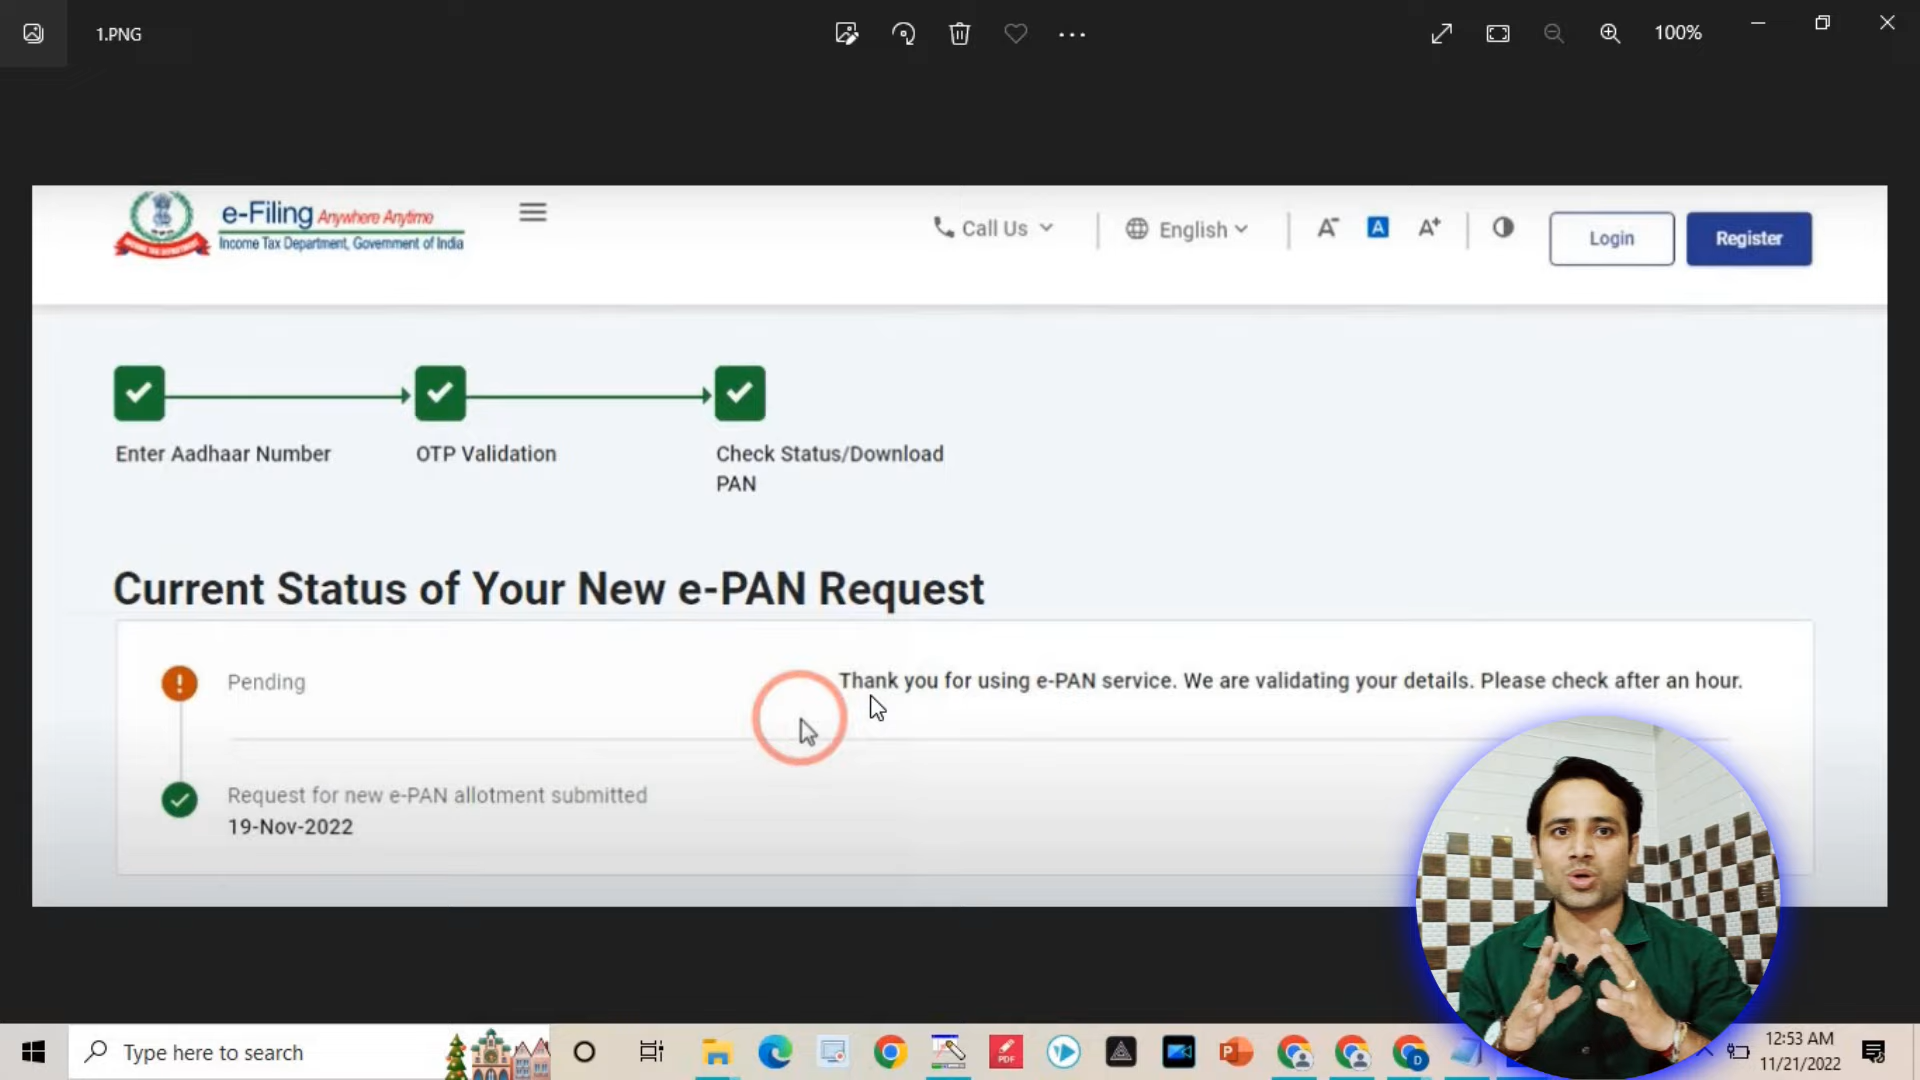 1.PNG
100%
e-Filing Anywhere Anytime
Income Tax Department, Government of India
Call Us
English
A-
A
A+
Login
Register
Enter Aadhaar Number
OTP Validation
Check Status/Download
PAN
Current Status of Your New e-PAN Request
Pending
Thank you for using e-PAN service. We are validating your details. Please check after an hour.
Request for new e-PAN allotment submitted
19-Nov-2022
Type here to search
PDF
P
D
12:53 AM
11/21/2022